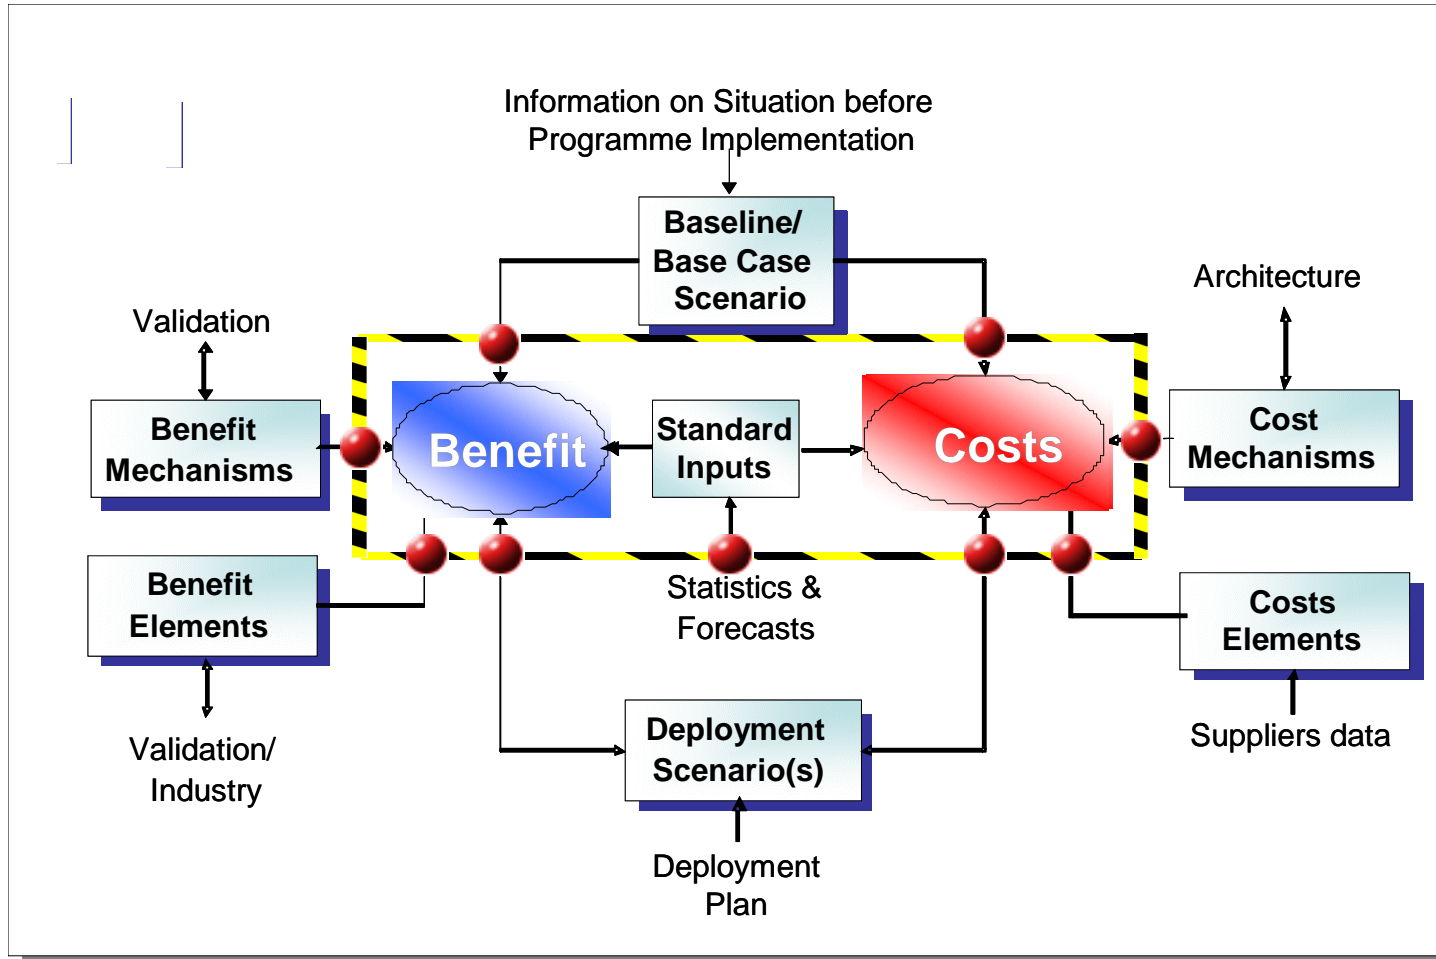 Information on Situation before
Programme Implementation
Baseline/
Base Case
Scenario
Architecture
Validation
Benefit
Mechanisms
Benefit
Standard
Inputs
Costs
Cost
Mechanisms
Benefit
Elements
Statistics &
Forecasts
Costs
Elements
Validation/
Industry
Deployment
Scenario(s)
Suppliers data
Deployment
Plan